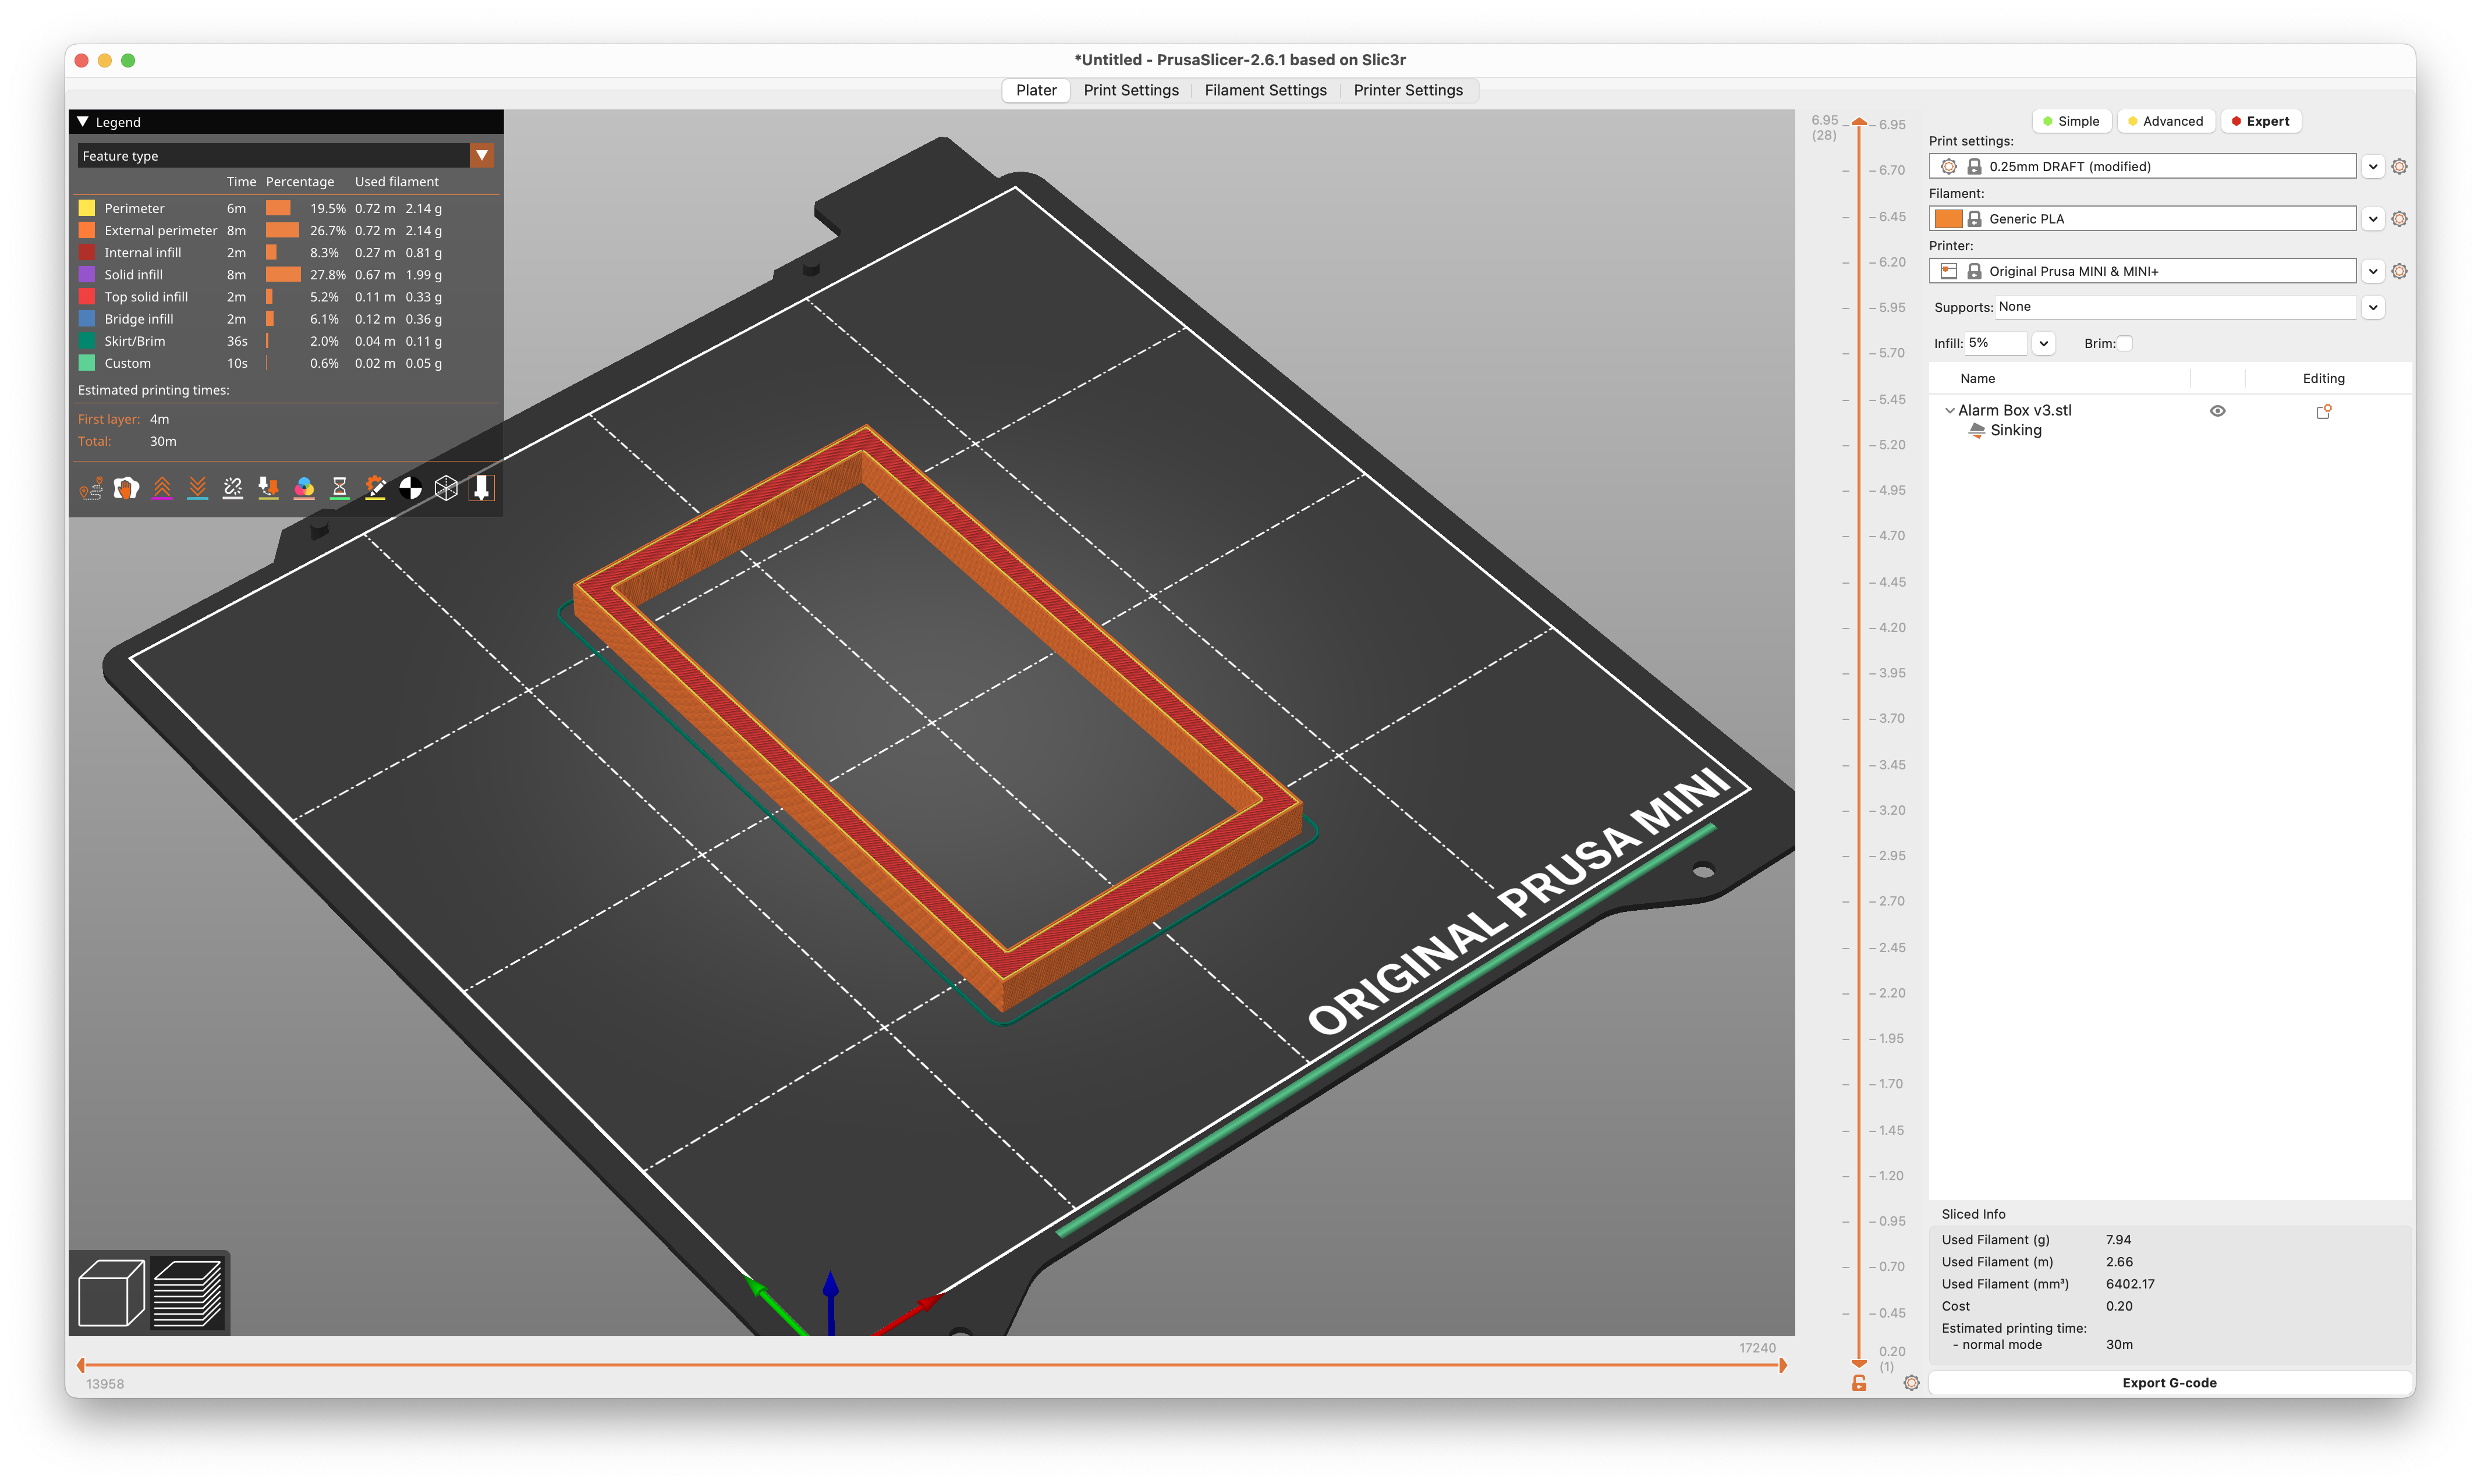 *Untitled - PrusaSlicer-2.6.1 based on Slic3r
Plater Print Settings Filament Settings Printer Settings
Legend
Feature type
Time Percentage Used filament
Perimeter 6m 19.5% 0.72 m 2.14 g
External perimeter 8m 26.7% 0.72 m 2.14 g
Internal infill 2m 8.3% 0.27 m 0.81 g
Solid infill 8m 27.8% 0.67 m 1.99 g
Top solid infill 2m 5.2% 0.11 m 0.33 g
Bridge infill 2m 6.1% 0.12 m 0.36 g
Skirt/Brim 36s 2.0% 0.04 m 0.11 g
Custom 10s 0.6% 0.02 m 0.05 g
Estimated printing times:
First layer: 4m
Total: 30m
ORIGINAL PRUSA MINI
17240
13958
6.95
(28)
6.95
6.70
6.45
6.20
5.95
5.70
5.45
5.20
4.95
4.70
4.45
4.20
3.95
3.70
3.45
3.20
2.95
2.70
2.45
2.20
1.95
1.70
1.45
1.20
0.95
0.70
0.45
0.20
(1)
Simple Advanced Expert
Print settings:
0.25mm DRAFT (modified)
Filament:
Generic PLA
Printer:
Original Prusa MINI & MINI+
Supports: None
Infill: 5% Brim:
Name Editing
Alarm Box v3.stl
Sinking
Sliced Info
Used Filament (g) 7.94
Used Filament (m) 2.66
Used Filament (mm³) 6402.17
Cost 0.20
Estimated printing time:
- normal mode 30m
Export G-code